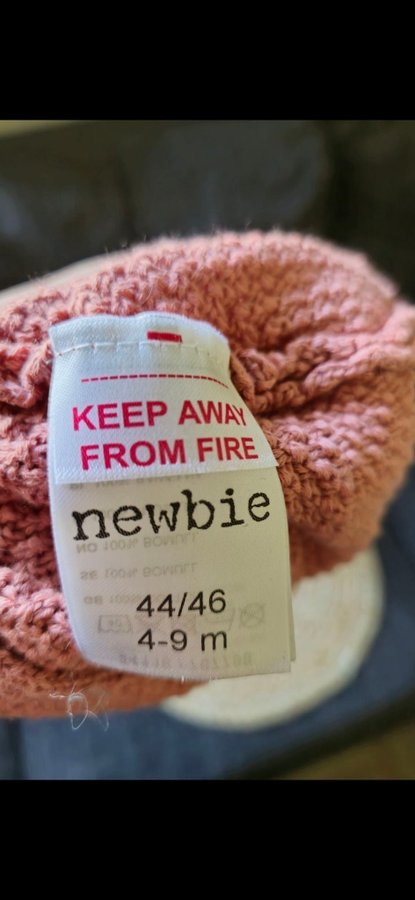 KEEP AWAY
FROM FIRE
newbie
44/46
4-9 m